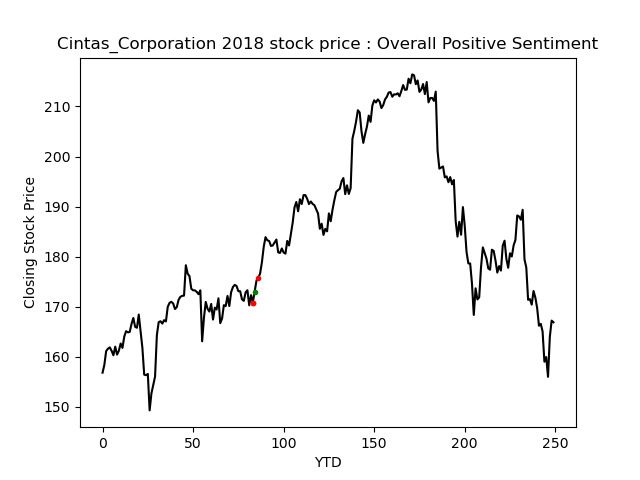 Cintas_Corporation 2018 stock price : Overall Positive Sentiment
Closing Stock Price
210
200
190
180
170
160
150
0 50 100 150 200 250
YTD